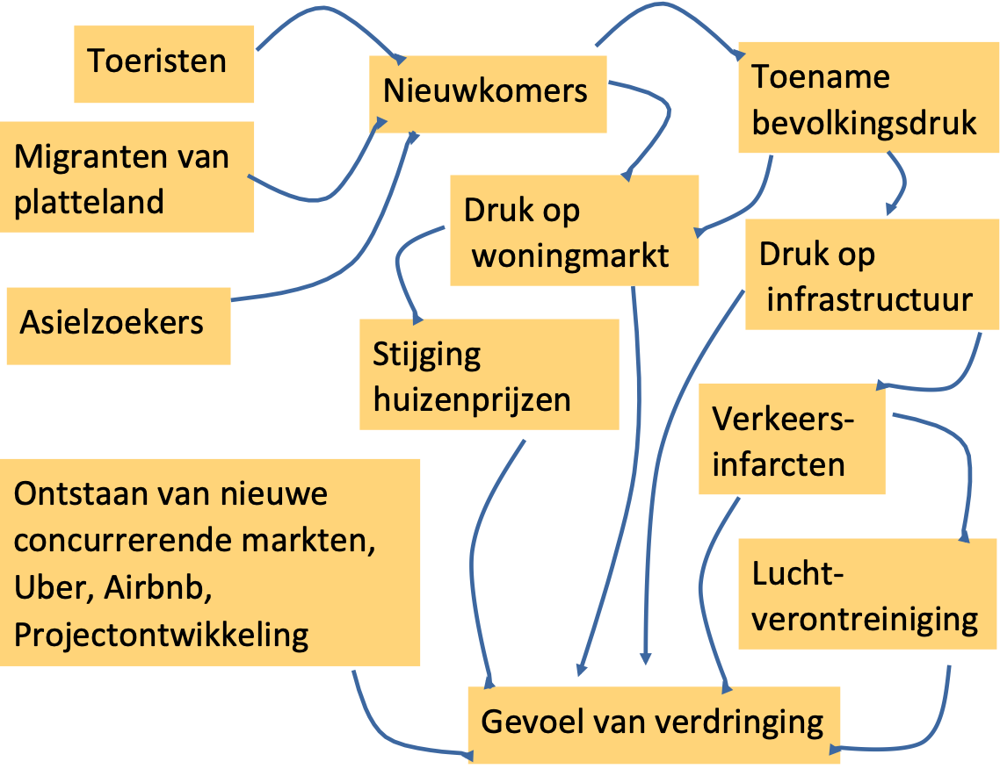 Toeristen
Nieuwkomers
Toename
bevolkingsdruk
Migranten van
platteland
Druk op
woningmarkt
Druk op
infrastructuur
Asielzoekers
Stijging
huizenprijzen
Verkeers-
infarcten
Ontstaan van nieuwe
concurrerende markten,
Uber, Airbnb,
Projectontwikkeling
Lucht-
verontreiniging
Gevoel van verdringing